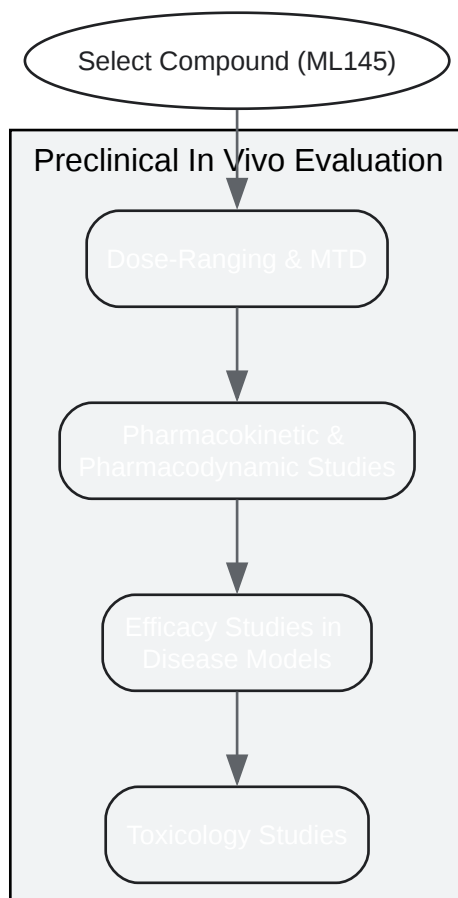 Select Compound (ML145)
Preclinical In Vivo Evaluation
Dose-Ranging & MTD
Pharmacokinetic &
Pharmacodynamic Studies
Efficacy Studies in
Disease Models
Toxicology Studies